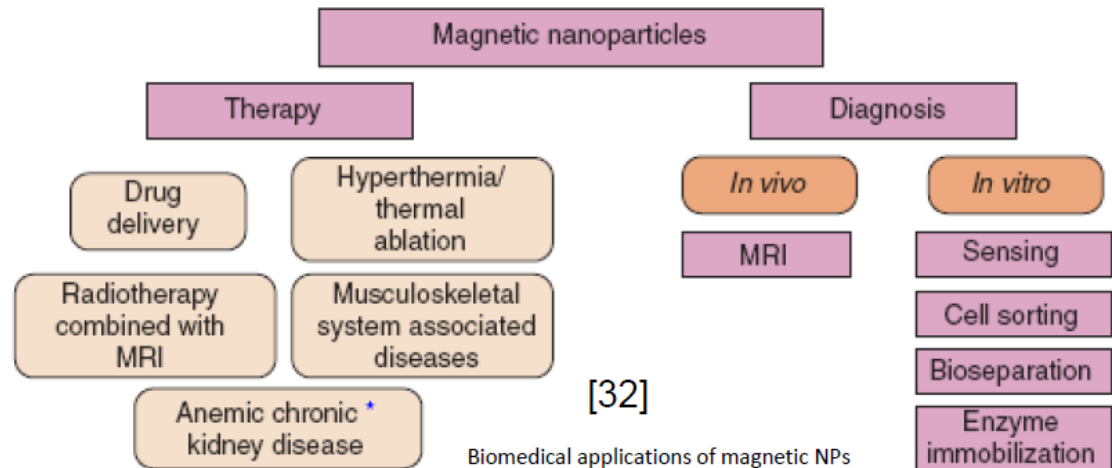 Magnetic nanoparticles
Therapy
Drug
delivery
Hyperthermia/
thermal
ablation
Radiotherapy
combined with
MRI
Musculoskeletal
system associated
diseases
Anemic chronic *
kidney disease
Diagnosis
In vivo
MRI
In vitro
Sensing
Cell sorting
Bioseparation
Enzyme
immobilization
[32]
Biomedical applications of magnetic NPs